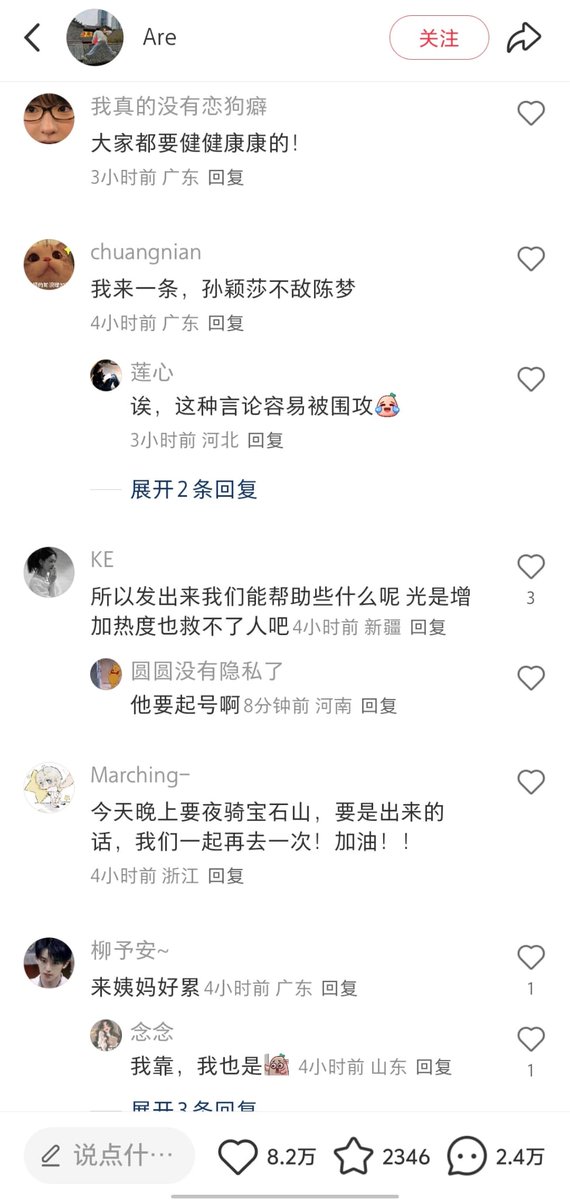 Are
关注
我真的没有恋狗癖
大家都要健健康康的！
3小时前 广东 回复
chuangnian
我来一条，孙颖莎不敌陈梦
4小时前 广东 回复
莲心
诶，这种言论容易被围攻
3小时前 河北 回复
展开2条回复
KE
所以发出来我们能帮助些什么呢 光是增
加热度也救不了人吧 4小时前 新疆 回复
3
圆圆没有隐私了
他要起号啊 8分钟前 河南 回复
Marching-
今天晚上要夜骑宝石山，要是出来的
话，我们一起再去一次！加油！！
4小时前 浙江 回复
柳予安~
来姨妈好累 4小时前 广东 回复
1
念念
我靠，我也是 4小时前 山东 回复
1
展开3条回复
说点什… 8.2万 2346 2.4万